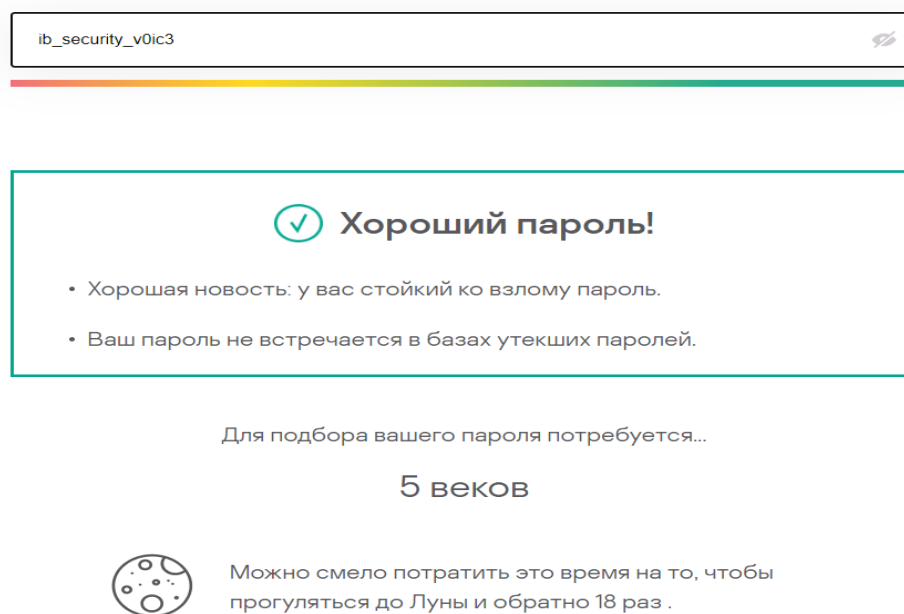 ib_security_v0ic3
Хороший пароль!
• Хорошая новость: у вас стойкий ко взлому пароль.
• Ваш пароль не встречается в базах утекших паролей.
Для подбора вашего пароля потребуется...
5 веков
Можно смело потратить это время на то, чтобы
прогуляться до Луны и обратно 18 раз .